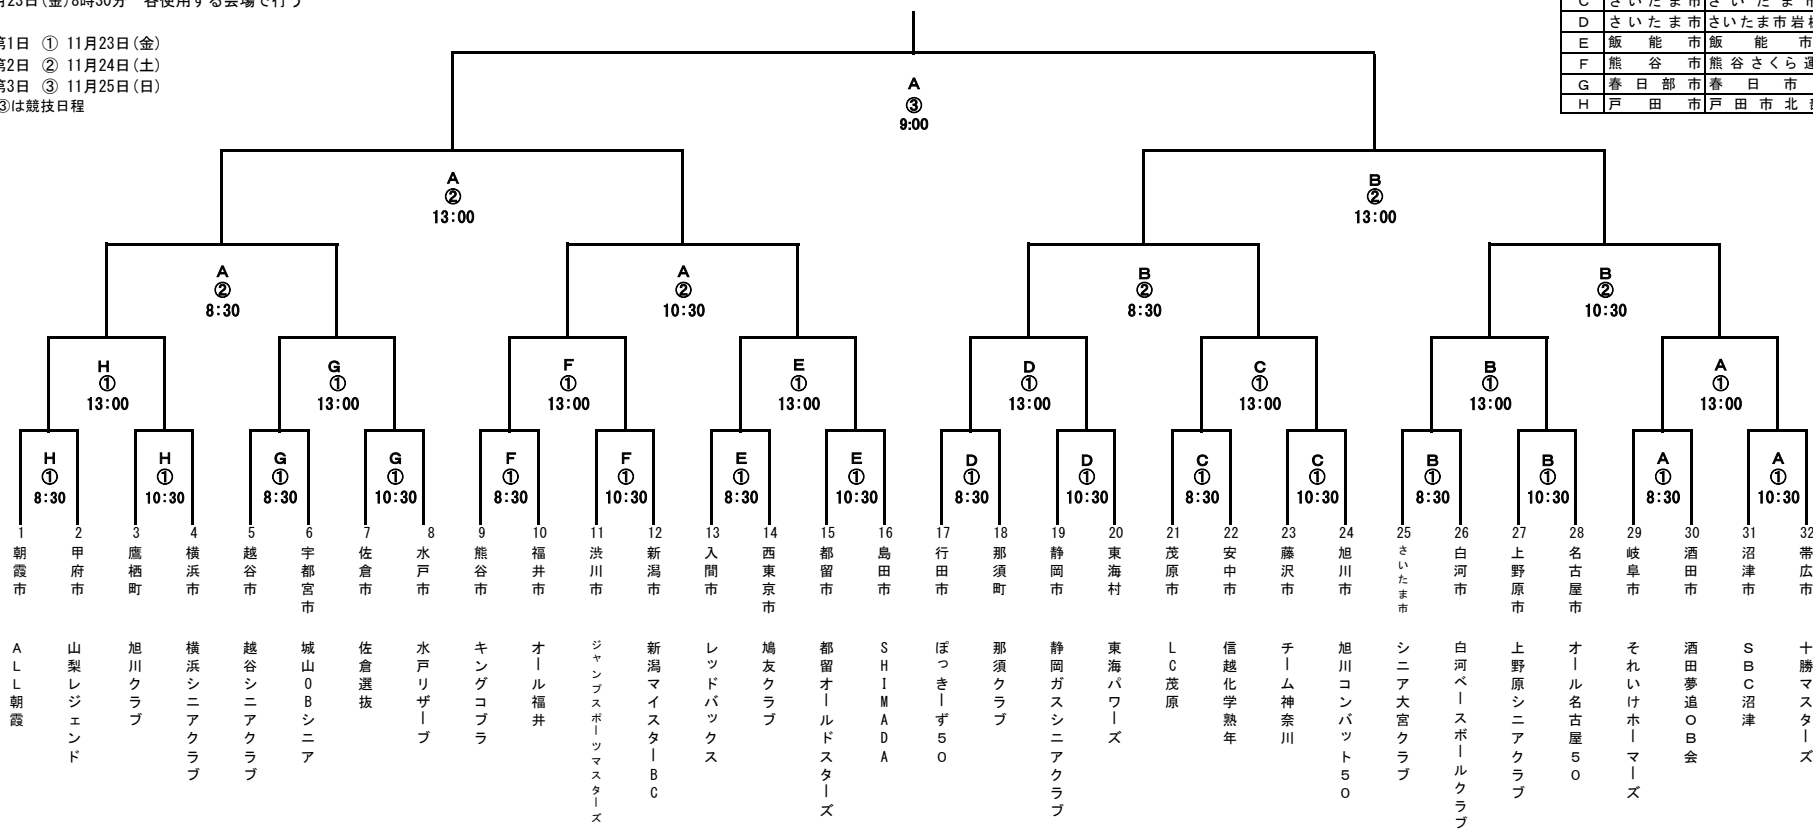 月23日(金)8時30分 各使用する会場で行う
第1日 ① 11月23日(金)
第2日 ② 11月24日(土)
第3日 ③ 11月25日(日)
③は競技日程
C さいたま市 さいたま市
D さいたま市 さいたま市岩槻
E 飯能市 飯能市
F 熊谷市 熊谷さくら運
G 春日部市 春日市
H 戸田市 戸田市北部
A
③
9:00
A
②
13:00
B
②
13:00
A
②
8:30
A
②
10:30
B
②
8:30
B
②
10:30
H
①
13:00
G
①
13:00
F
①
13:00
E
①
13:00
D
①
13:00
C
①
13:00
B
①
13:00
A
①
13:00
H
①
8:30
H
①
10:30
G
①
8:30
G
①
10:30
F
①
8:30
F
①
10:30
E
①
8:30
E
①
10:30
D
①
8:30
D
①
10:30
C
①
8:30
C
①
10:30
B
①
8:30
B
①
10:30
A
①
8:30
A
①
10:30
1 朝霞市 ALL朝霞
2 甲府市 山梨レジェンド
3 鷹栖町 旭川クラブ
4 横浜市 横浜シニアクラブ
5 越谷市 越谷シニアクラブ
6 宇都宮市 城山OBシニア
7 佐倉市 佐倉選抜
8 水戸市 水戸リザーブ
9 熊谷市 キングコブラ
10 福井市 オール福井
11 渋川市 ジャンブスポーツマスターズ
12 新潟市 新潟マイスターBC
13 入間市 レッドバックス
14 西東京市 鳩友クラブ
15 都留市 都留オールドスターズ
16 島田市 SHIMADA
17 行田市 ぽっきーず50
18 那須町 那須クラブ
19 静岡市 静岡ガスシニアクラブ
20 東海村 東海パワーズ
21 茂原市 LC茂原
22 安中市 信越化学熟年
23 藤沢市 チーム神奈川
24 旭川市 旭川コンバット50
25 さいたま市 シニア大宮クラブ
26 白河市 白河ベースボールクラブ
27 上野原市 上野原シニアクラブ
28 名古屋市 オール名古屋50
29 岐阜市 それいけホーマーズ
30 酒田市 酒田夢追OB会
31 沼津市 SBC沼津
32 帯広市 十勝マスターズ